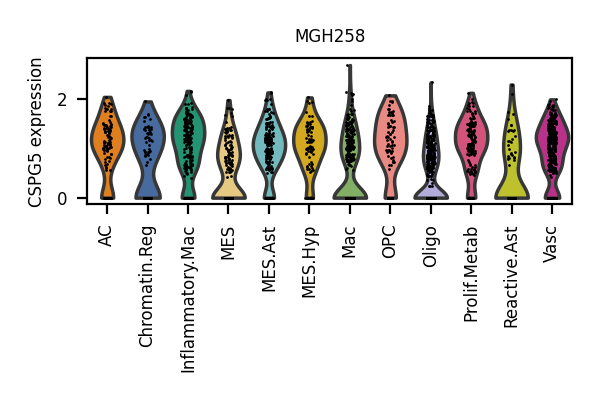 MGH258
CSPG5 expression
2
0
AC
Chromatin.Reg
Inflammatory.Mac
MES
MES.Ast
MES.Hyp
Mac
OPC
Oligo
Prolif.Metab
Reactive.Ast
Vasc